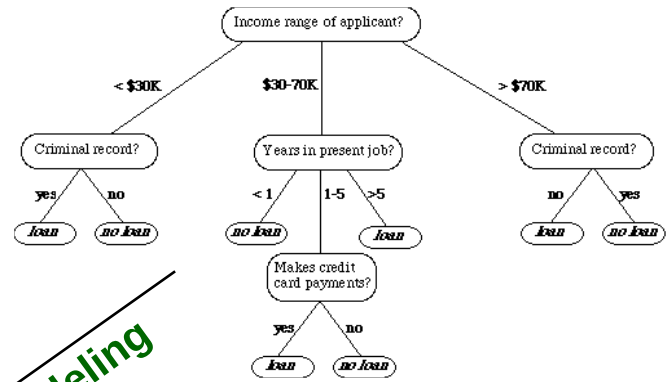 Income range of applicant?
< $30K
$30-70K
> $70K
Criminal record?
Years in present job?
Criminal record?
yes
no
< 1
1-5
>5
no
yes
loan
no loan
no loan
loan
loan
no loan
Makes credit
card payments?
yes
no
loan
no loan